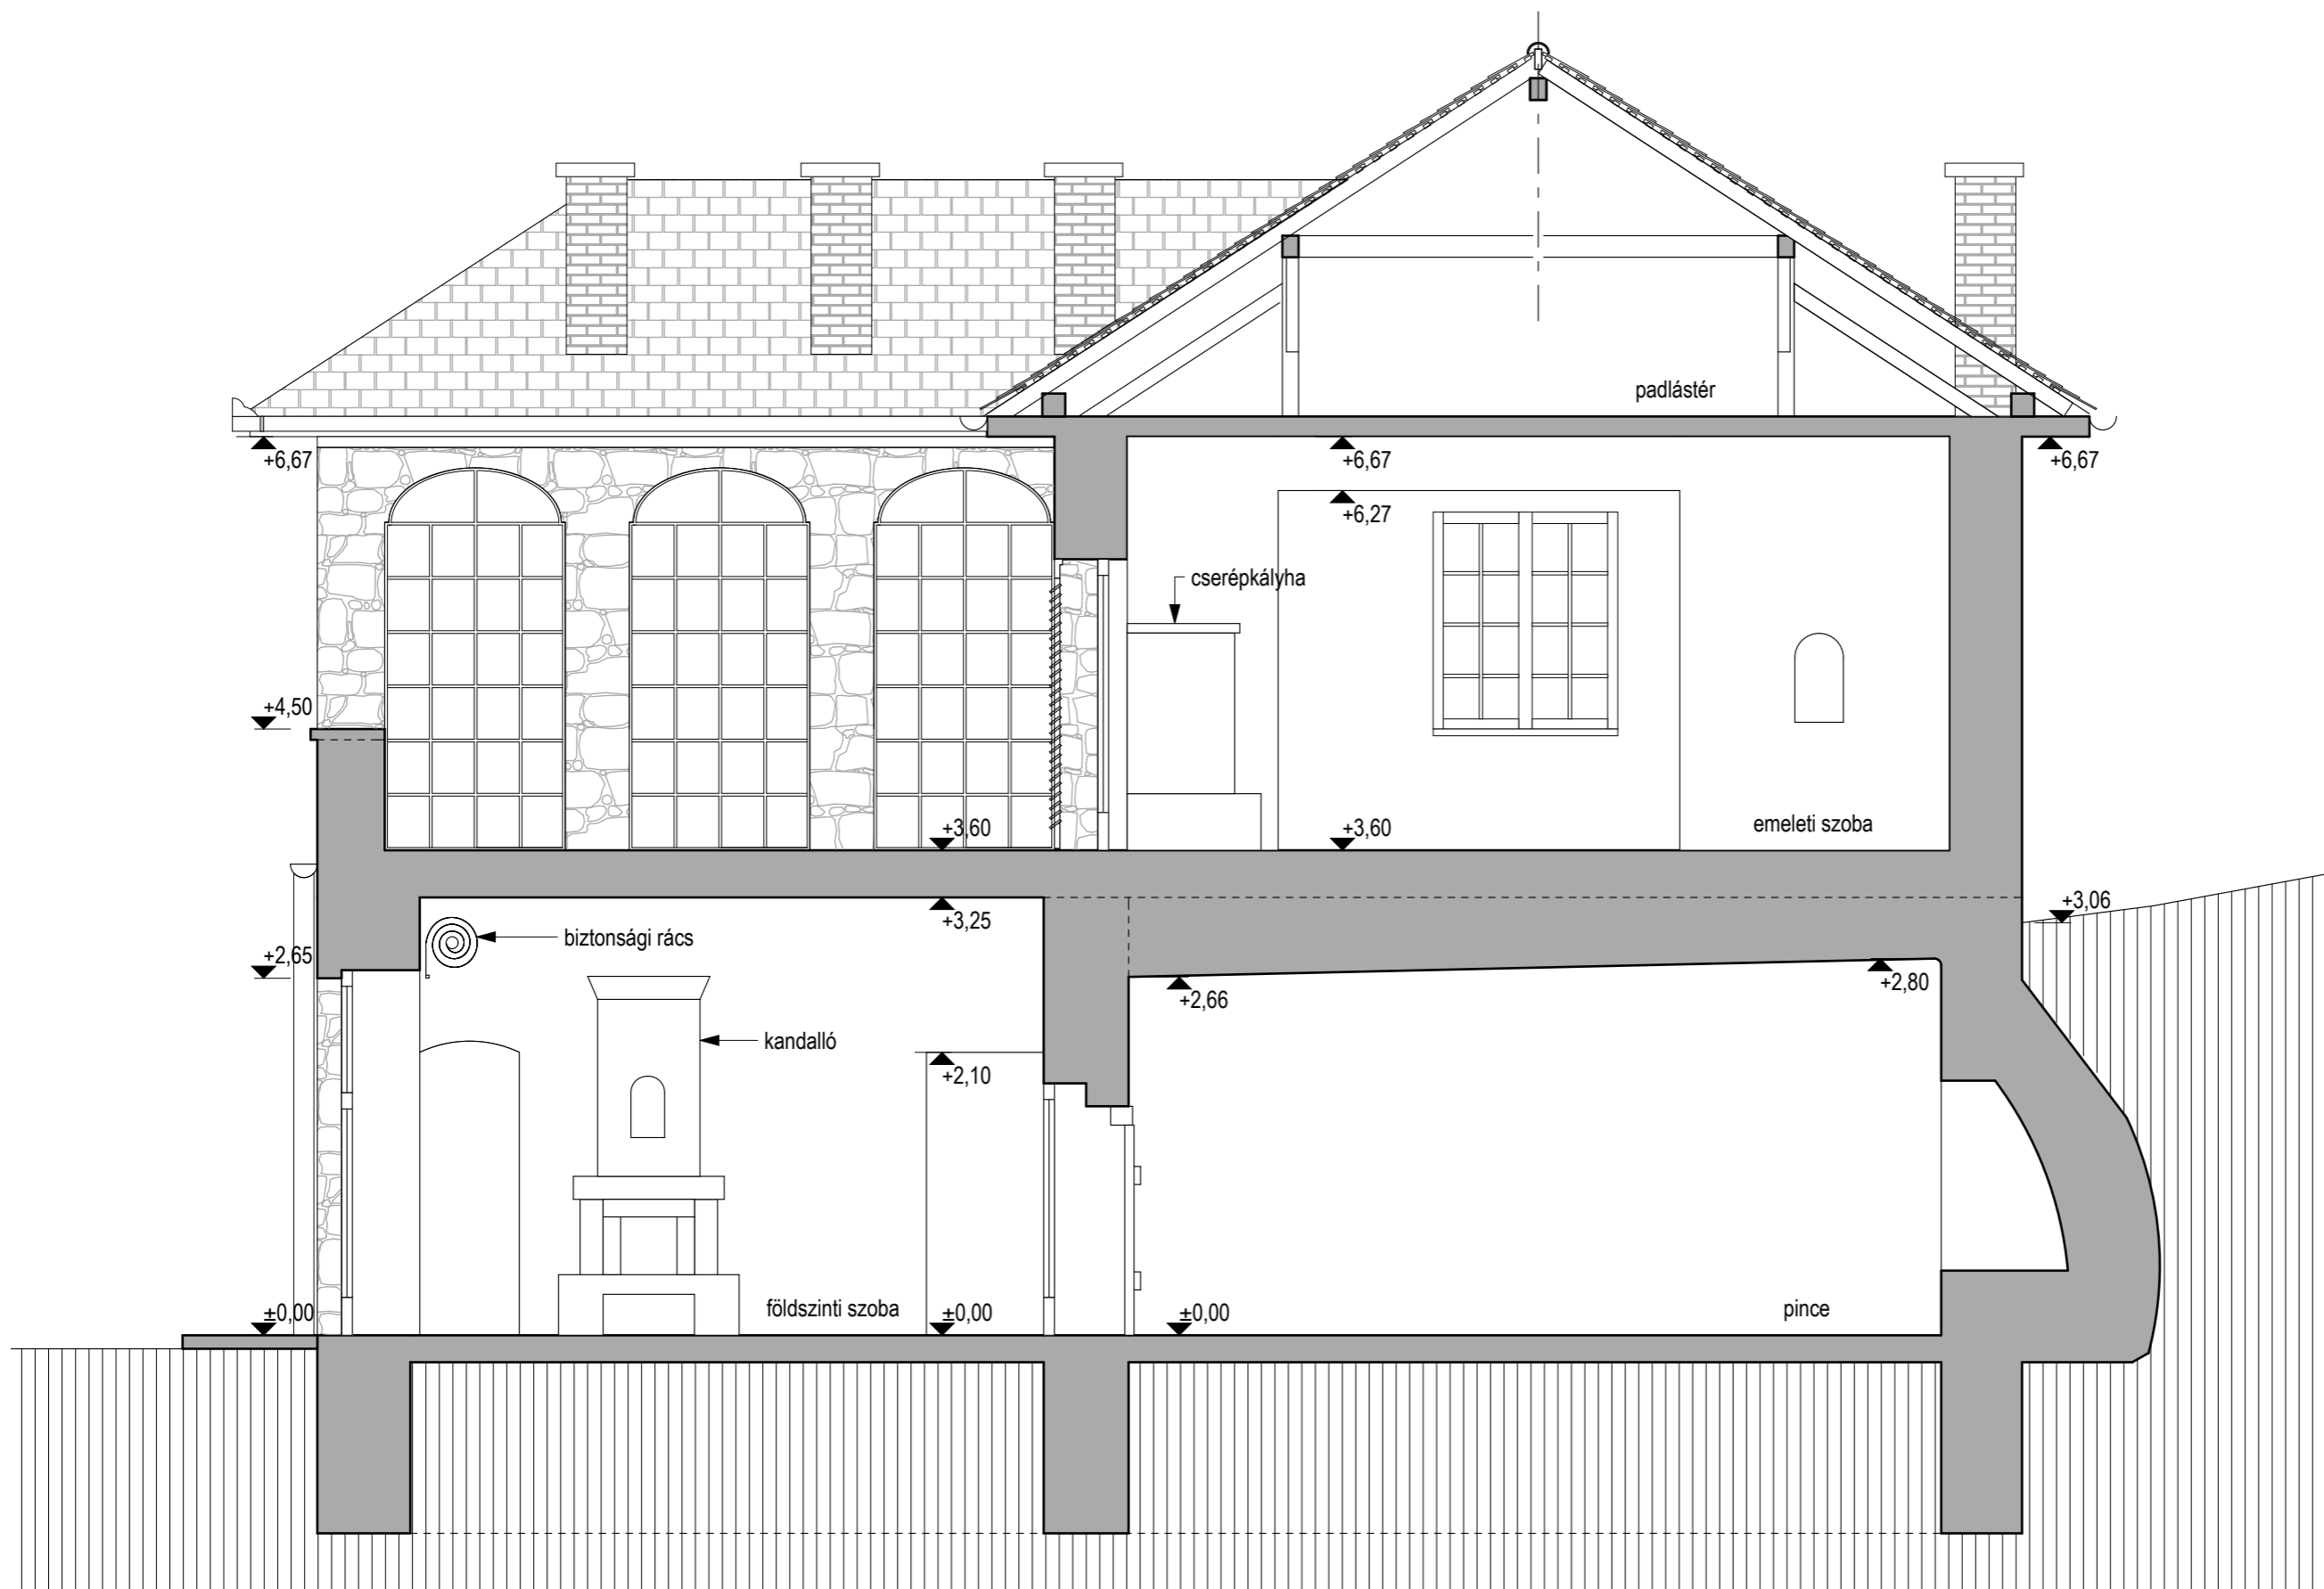 padlástér
+6,67
+6,67
+6,67
+6,27
cserépkályha
+4,50
+3,60
+3,60
emeleti szoba
+3,25
+3,06
biztonsági rács
+2,65
+2,66
+2,80
kandalló
+2,10
±0,00
földszinti szoba
±0,00
±0,00
pince